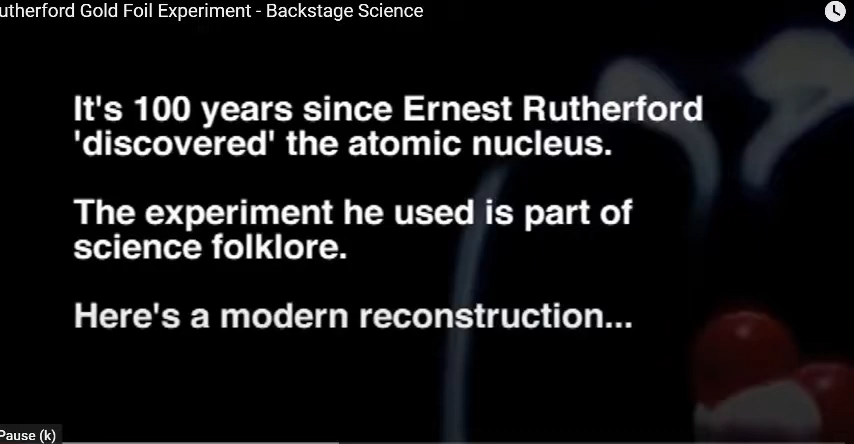 utherford Gold Foil Experiment - Backstage Science
It's 100 years since Ernest Rutherford
'discovered' the atomic nucleus.
The experiment he used is part of
science folklore.
Here's a modern reconstruction...
Pause (k)